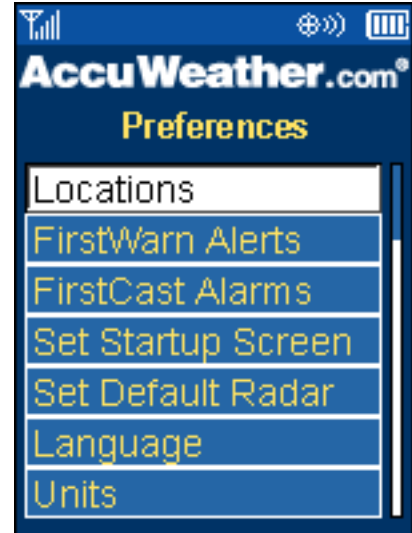 AccuWeather.com®
Preferences
Locations
FirstWarn Alerts
FirstCast Alarms
Set Startup Screen
Set Default Radar
Language
Units